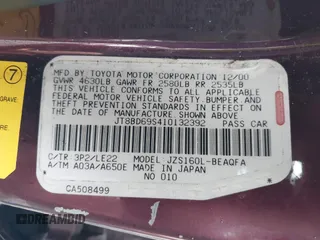 7
MFD BY TOYOTA MOTOR CORPORATION 12/00
GVWR 4630LB GAWR FR 2580LB RR 2535LB
THIS VEHICLE CONFORMS TO ALL APPLICABLE
FEDERAL MOTOR VEHICLE SAFETY, BUMPER,
AND THEFT PREVENTION STANDARDS IN EFFECT
ON THE DATE OF MANUFACTURE SHOWN ABOVE.
JT8BD69S410132392 PASS. CAR
C/TR: 3P2/LE22 MODEL: JZS160L-BEAQFA
A/TM A03A/A650E MADE IN JAPAN
NO 010
CA508499